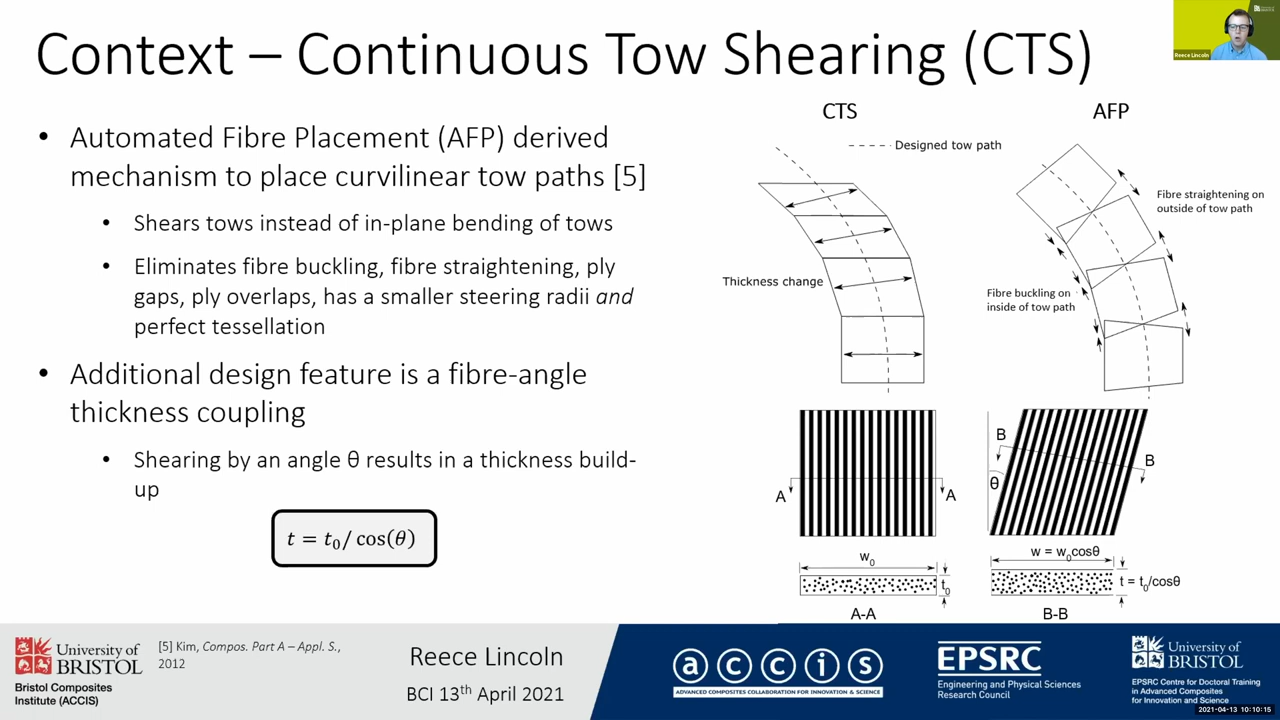 Context – Continuous Tow Shearing (CTS)
University of
BRISTOL
Reece Lincoln
• Automated Fibre Placement (AFP) derived
mechanism to place curvilinear tow paths [5]
• Shears tows instead of in-plane bending of tows
• Eliminates fibre buckling, fibre straightening, ply
gaps, ply overlaps, has a smaller steering radii and
perfect tessellation
• Additional design feature is a fibre-angle
thickness coupling
• Shearing by an angle θ results in a thickness build-
up
t = t₀/ cos(θ)
CTS
AFP
Designed tow path
Fibre straightening on
outside of tow path
Thickness change
Fibre buckling on
inside of tow path
A
A
B
B
θ
w₀
t₀
A-A
w = w₀cosθ
t = t₀/cosθ
B-B
University of
BRISTOL
Bristol Composites
Institute (ACCIS)
[5] Kim, Compos. Part A – Appl. S.,
2012
Reece Lincoln
BCI 13th April 2021
accis
ADVANCED COMPOSITES COLLABORATION FOR INNOVATION & SCIENCE
EPSRC
Engineering and Physical Sciences
Research Council
University of
BRISTOL
EPSRC Centre for Doctoral Training
in Advanced Composites
for Innovation and Science
2021-04-13 10:10:15